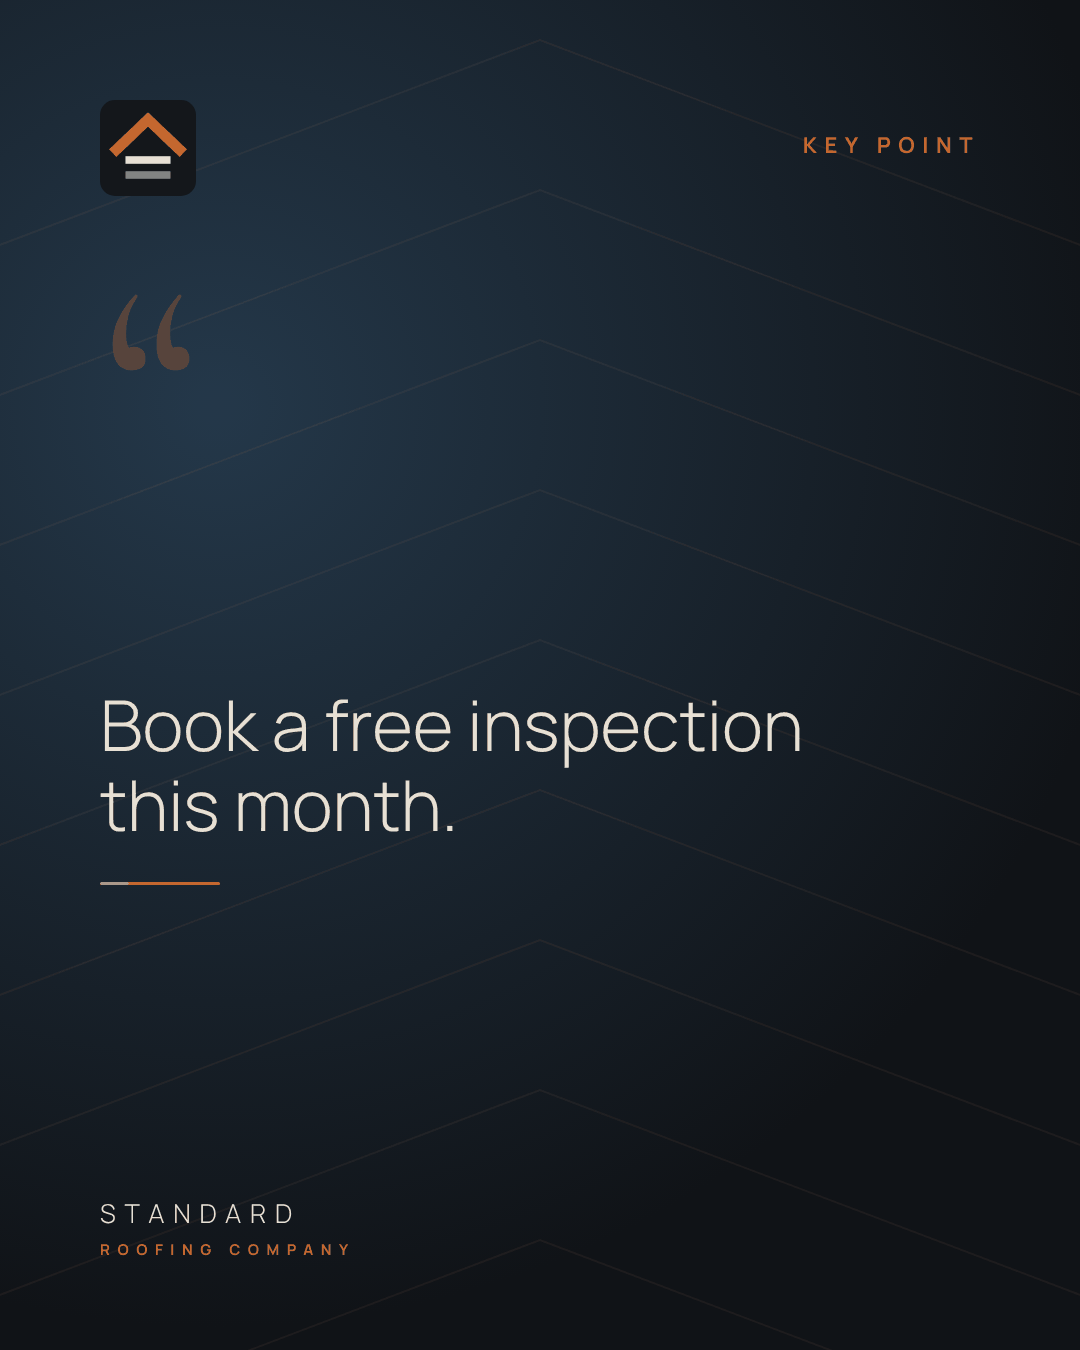 KEY POINT
“
Book a free inspection
this month.
STANDARD
ROOFING COMPANY